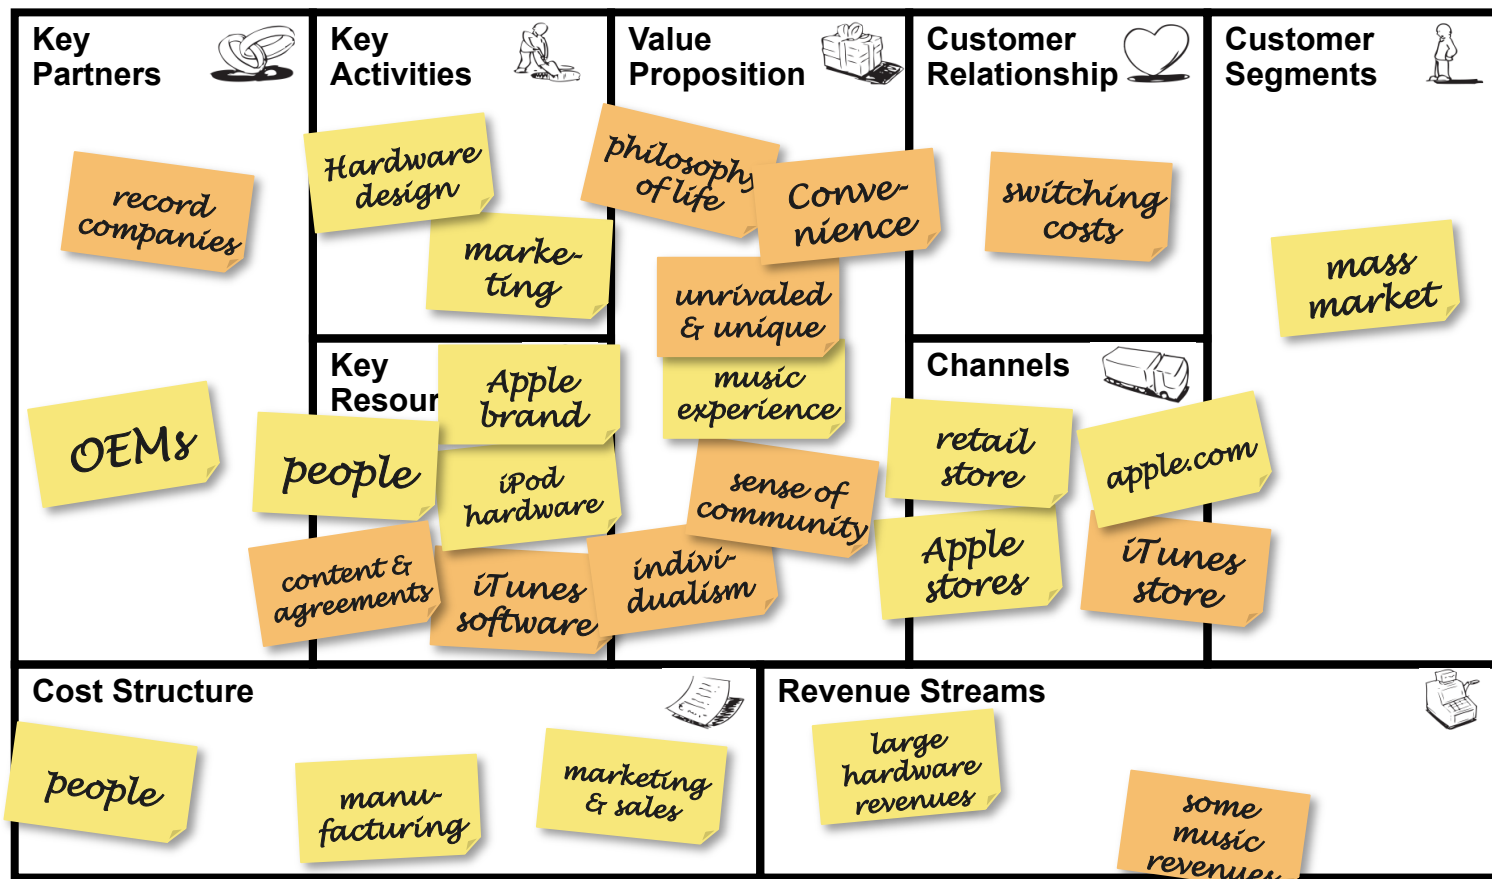 Key
Partners
record
companies
OEMs
Key
Activities
Hardware
design
marke-
ting
Key
Resour
Apple
brand
people
iPod
hardware
content &
agreements
iTunes
software
Value
Proposition
philosophy
of life
Conve-
nience
unrivaled
& unique
music
experience
sense of
community
indivi-
dualism
Customer
Relationship
switching
costs
Channels
retail
store
apple.com
Apple
stores
iTunes
store
Customer
Segments
mass
market
Cost Structure
people
manu-
facturing
marketing
& sales
Revenue Streams
large
hardware
revenues
some
music
revenues